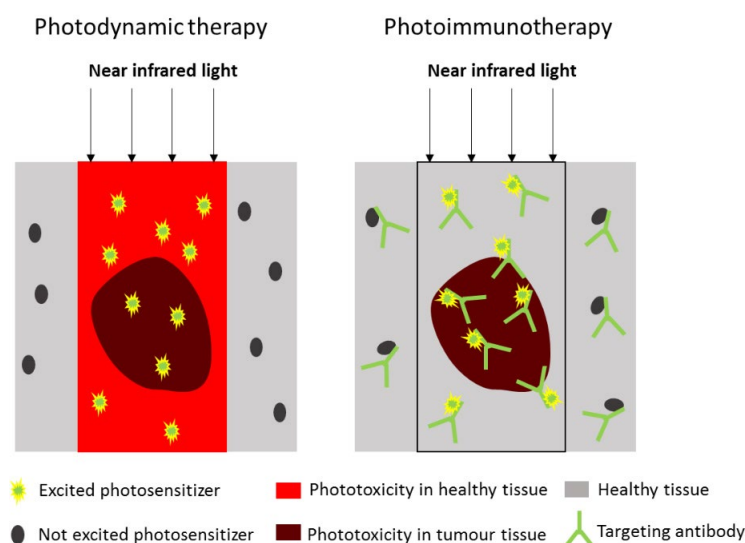 Photodynamic therapy
Photoimmunotherapy
Near infrared light
Near infrared light
Excited photosensitizer
Phototoxicity in healthy tissue
Healthy tissue
Not excited photosensitizer
Phototoxicity in tumour tissue
Targeting antibody